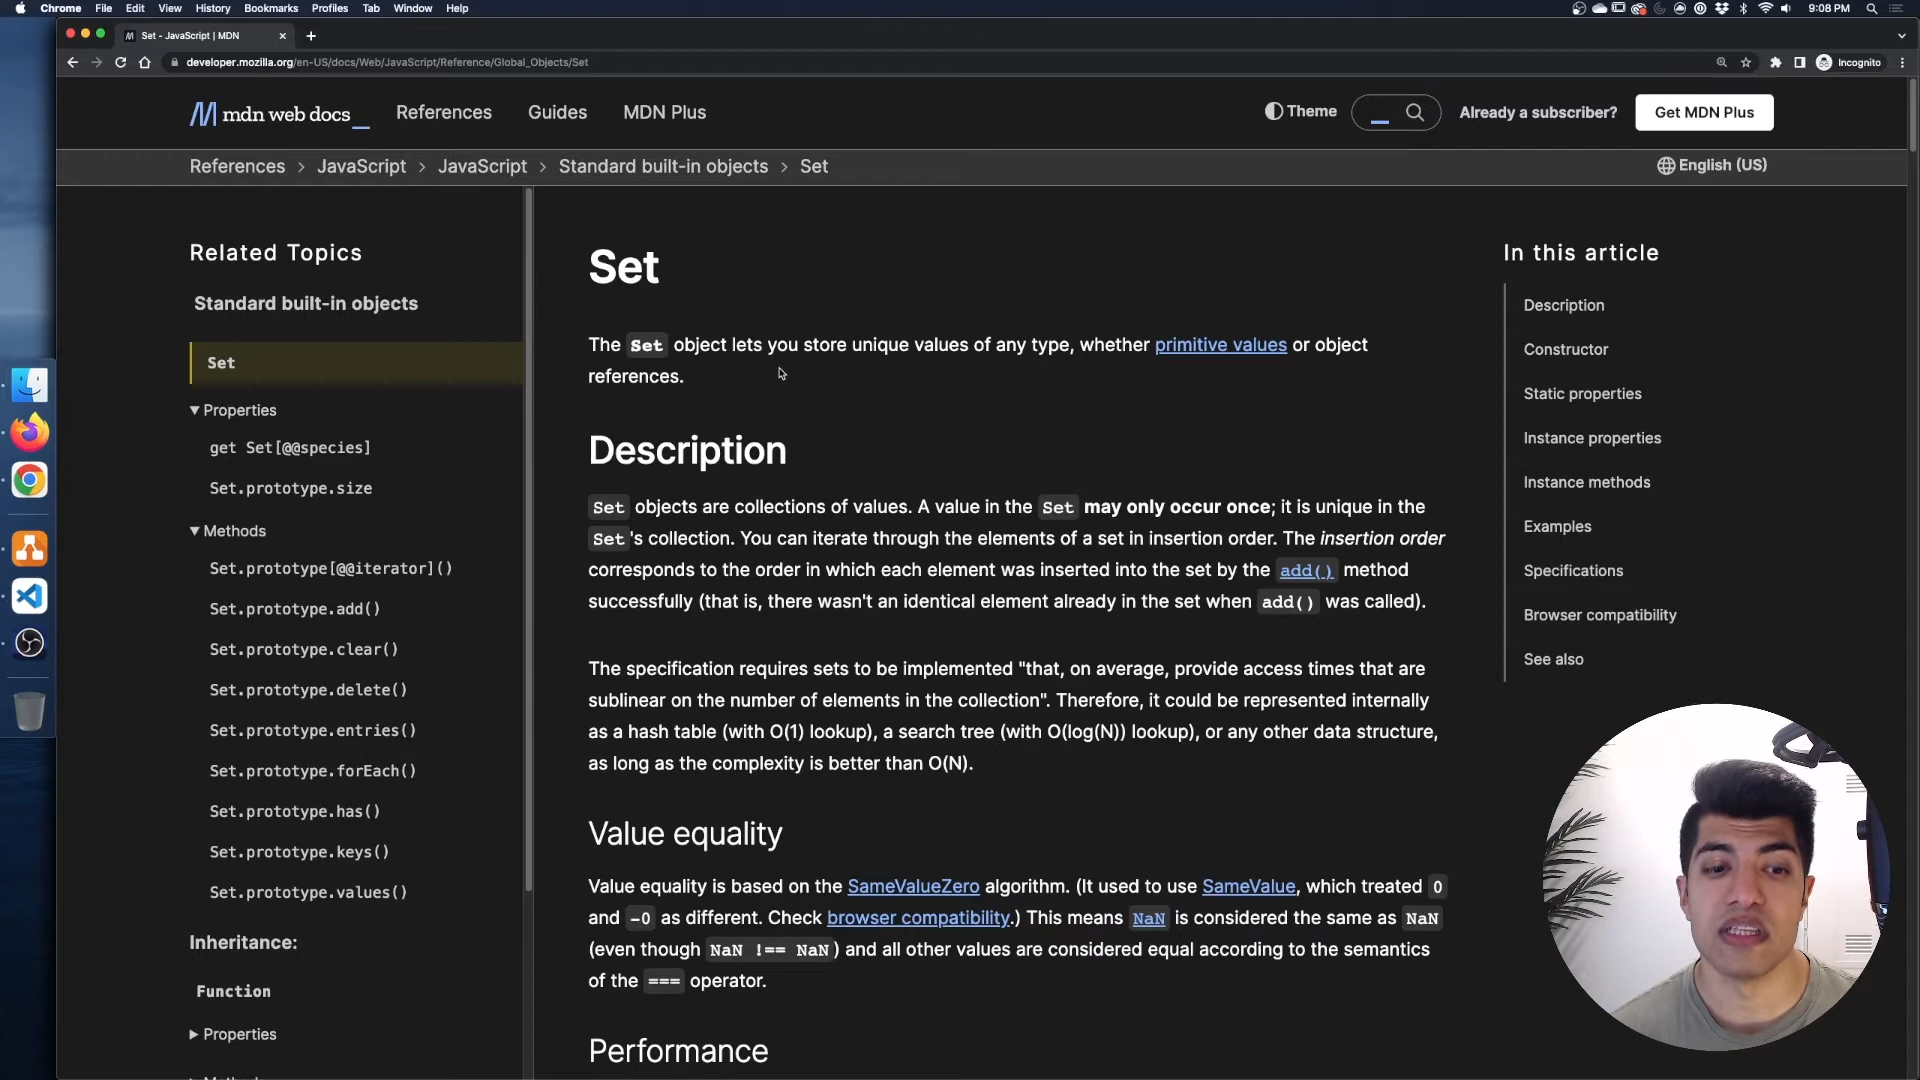 Chrome File Edit View History Bookmarks Profiles Tab Window Help 9:08 PM
Set - JavaScript | MDN
developer.mozilla.org/en-US/docs/Web/JavaScript/Reference/Global_Objects/Set Incognito
mdn web docs_ References Guides MDN Plus Theme Already a subscriber? Get MDN Plus
References > JavaScript > JavaScript > Standard built-in objects > Set English (US)
Related Topics
Standard built-in objects
Set
Properties
get Set[@@species]
Set.prototype.size
Methods
Set.prototype[@@iterator]()
Set.prototype.add()
Set.prototype.clear()
Set.prototype.delete()
Set.prototype.entries()
Set.prototype.forEach()
Set.prototype.has()
Set.prototype.keys()
Set.prototype.values()
Inheritance:
Function
Properties
Set
The Set object lets you store unique values of any type, whether primitive values or object
references.
Description
Set objects are collections of values. A value in the Set may only occur once; it is unique in the
Set's collection. You can iterate through the elements of a set in insertion order. The insertion order
corresponds to the order in which each element was inserted into the set by the add() method
successfully (that is, there wasn't an identical element already in the set when add() was called).
The specification requires sets to be implemented "that, on average, provide access times that are
sublinear on the number of elements in the collection". Therefore, it could be represented internally
as a hash table (with O(1) lookup), a search tree (with O(log(N)) lookup), or any other data structure,
as long as the complexity is better than O(N).
Value equality
Value equality is based on the SameValueZero algorithm. (It used to use SameValue, which treated 0
and -0 as different. Check browser compatibility.) This means NaN is considered the same as NaN
(even though NaN !== NaN) and all other values are considered equal according to the semantics
of the === operator.
Performance
In this article
Description
Constructor
Static properties
Instance properties
Instance methods
Examples
Specifications
Browser compatibility
See also